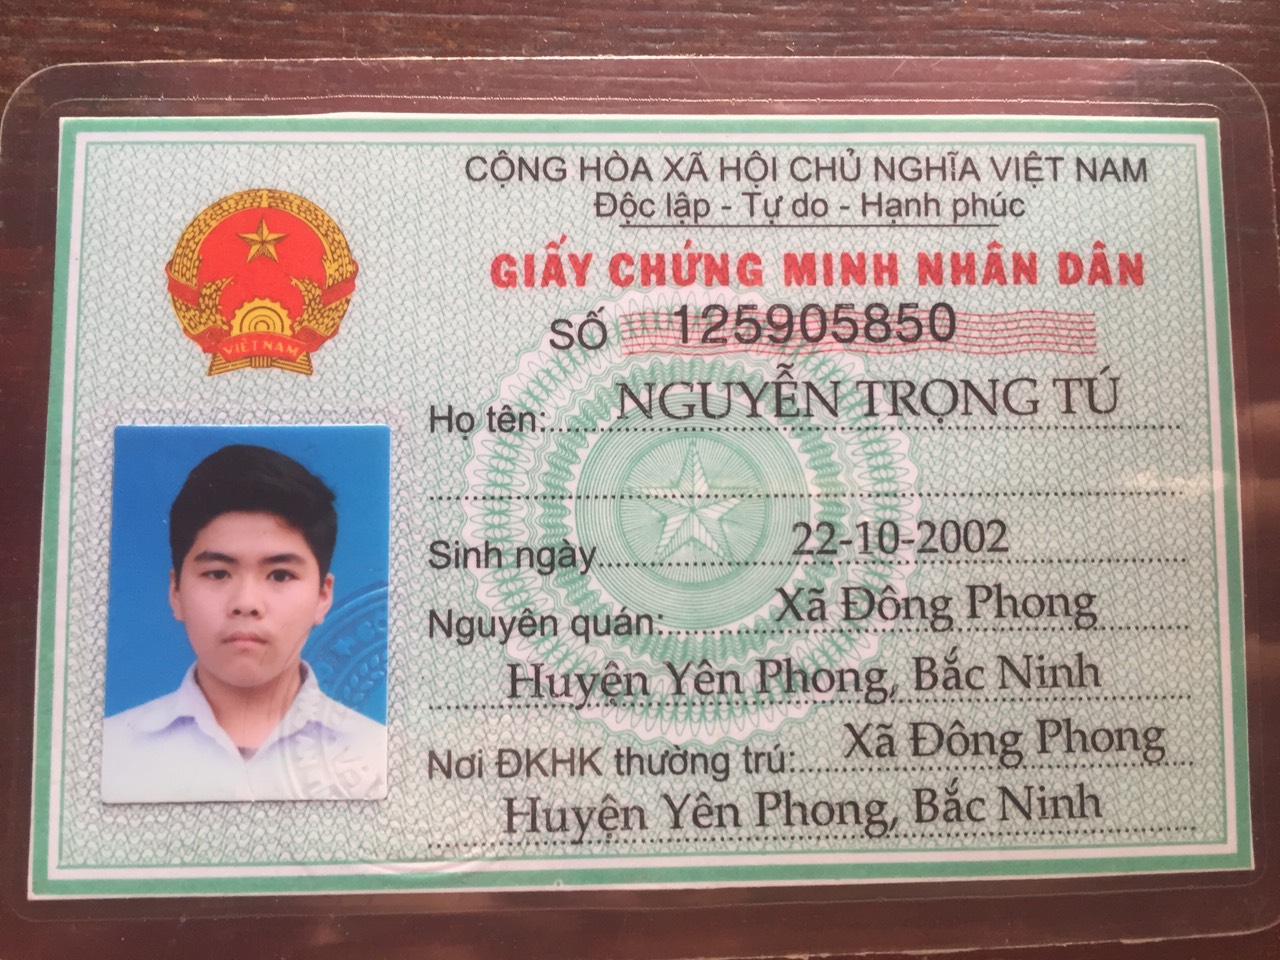 CỘNG HÒA XÃ HỘI CHỦ NGHĨA VIỆT NAM
Độc lập - Tự do - Hạnh phúc
GIẤY CHỨNG MINH NHÂN DÂN
SỐ 125905850
Họ tên: NGUYỄN TRỌNG TÚ
Sinh ngày 22-10-2002
Nguyên quán: Xã Đông Phong
Huyện Yên Phong, Bắc Ninh
Nơi ĐKHK thường trú: Xã Đông Phong
Huyện Yên Phong, Bắc Ninh
VIỆT NAM